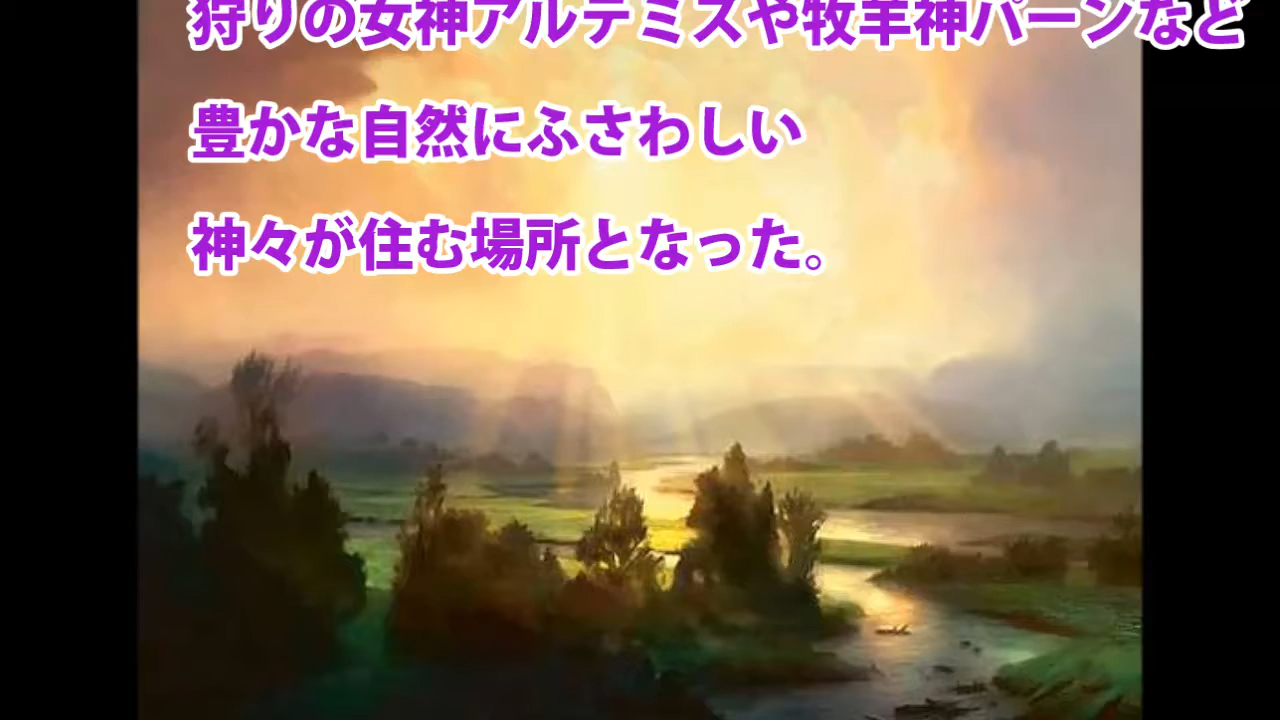 狩りの女神アルテミスや牧羊神パーンなど
豊かな自然にふさわしい
神々が住む場所となった。